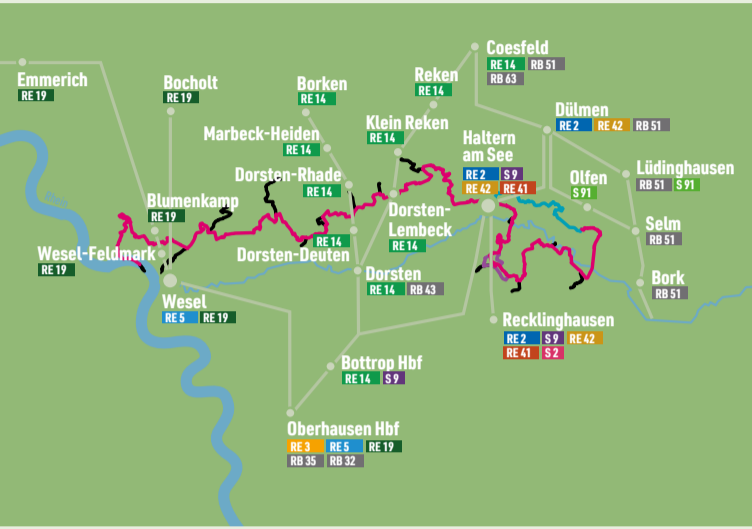 Coesfeld
RE 14 RB 51
RB 63
Emmerich
RE 19
Bocholt
RE 19
Borken
RE 14
Reken
RE 14
Dülmen
RE 2 RE 42 RB 51
Klein Reken
RE 14
Marbeck-Heiden
RE 14
Haltern
am See
RE 2 S 9
RE 42 RE 41
Dorsten-Rhade
RE 14
Olfen
S 91
Lüdinghausen
RB 51 S 91
Rhein
Blumenkamp
RE 19
Dorsten-
Lembeck
RE 14
Selm
RB 51
Wesel-Feldmark
RE 19
RE 14
Dorsten-Deuten
Dorsten
RE 14 RB 43
Bork
RB 51
Wesel
RE 5 RE 19
Recklinghausen
RE 2 S 9 RE 42
RE 41 S 2
Bottrop Hbf
RE 14 S 9
Oberhausen Hbf
RE 3 RE 5 RE 19
RB 35 RB 32